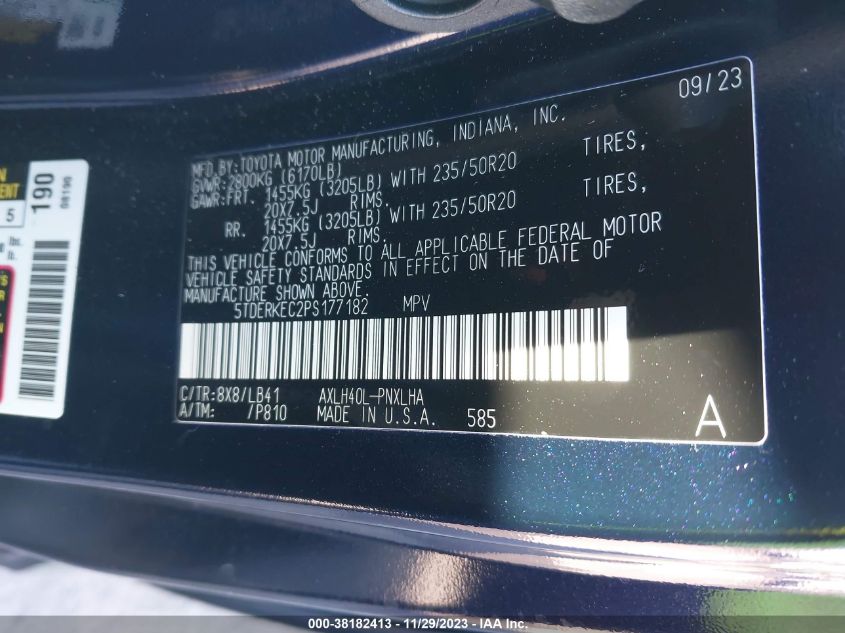 09/23
MFD BY:TOYOTA MOTOR MANUFACTURING, INDIANA, INC.
GVWR:2800KG (6170LB)
GAWR:FRT. 1455KG (3205LB) WITH 235/50R20 TIRES,
20X7.5J RIMS.
RR. 1455KG (3205LB) WITH 235/50R20 TIRES,
20X7.5J RIMS.
THIS VEHICLE CONFORMS TO ALL APPLICABLE FEDERAL MOTOR
VEHICLE SAFETY STANDARDS IN EFFECT ON THE DATE OF
MANUFACTURE SHOWN ABOVE.
5TDERKEC2PS177182 MPV
C/TR:8X8/LB41 AXLH40L-PNXLHA
A/TM: /P810 MADE IN U.S.A. 585
A
5
190
08190
lbs.
lb.
000-38182413 - 11/29/2023 - IAA Inc.